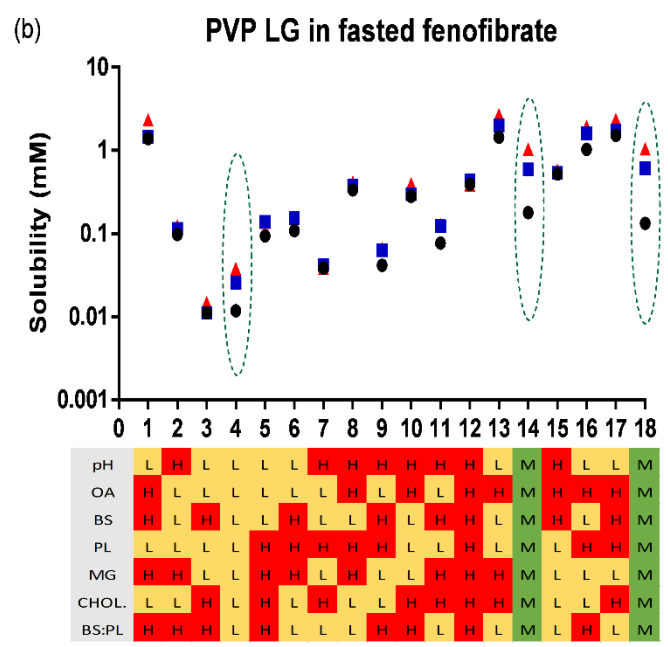 (b)
PVP LG in fasted fenofibrate
Solubility (mM)
10
1
0.1
0.01
0.001
0 1 2 3 4 5 6 7 8 9 10 11 12 13 14 15 16 17 18
pH L H L L L L H H H H H H L M H L L M
OA H L L L L L L H L H L H H M H H H M
BS H L H L L H L L H L H H L M H L H M
PL L L L L H H H H H L L H L M L H H M
MG H H L L H H L H L L H H H M L L L M
CHOL. L L H L H L H L L H H H H M L L H M
BS:PL H H H L H L L L H H L H L M L H L M